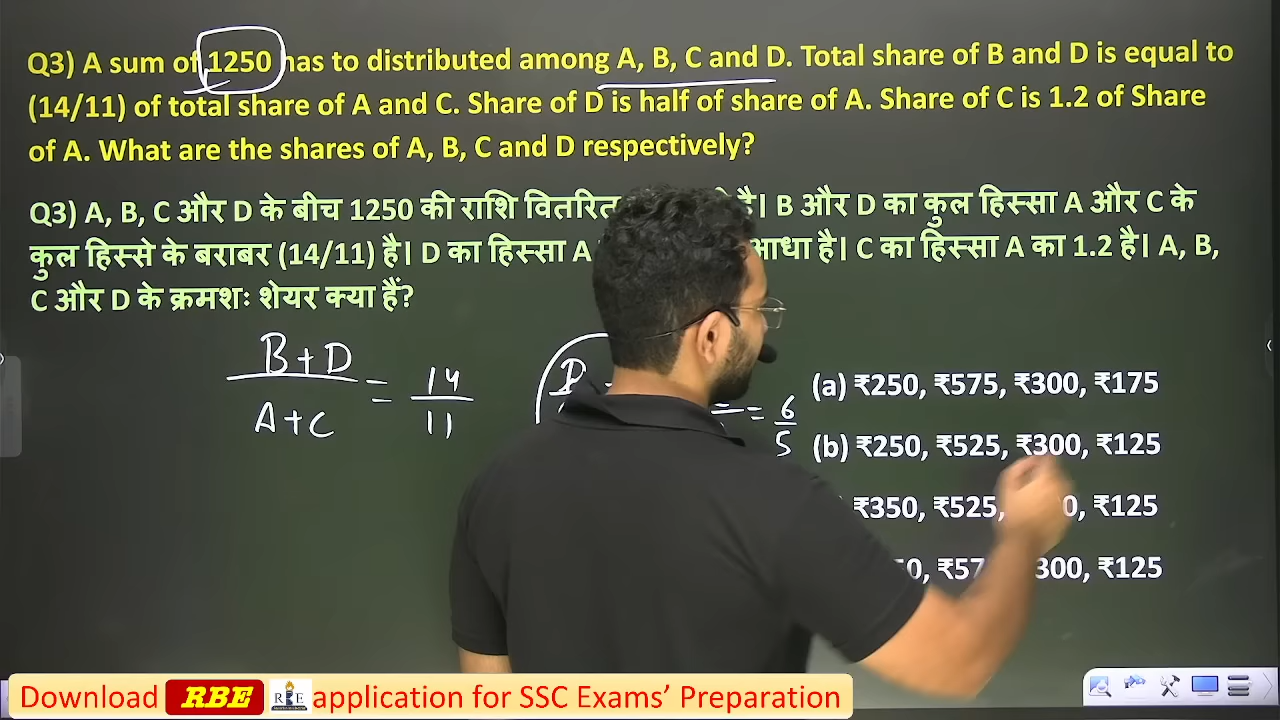 Q3) A sum of 1250 has to distributed among A, B, C and D. Total share of B and D is equal to
(14/11) of total share of A and C. Share of D is half of share of A. Share of C is 1.2 of Share
of A. What are the shares of A, B, C and D respectively?
Q3) A, B, C और D के बीच 1250 की राशि वितरित है। B और D का कुल हिस्सा A और C के
कुल हिस्से के बराबर (14/11) है। D का हिस्सा A आधा है। C का हिस्सा A का 1.2 है। A, B,
C और D के क्रमशः शेयर क्या हैं?
B+D
A+C
= 14
11
D
= 6
5
(a) ₹250, ₹575, ₹300, ₹175
(b) ₹250, ₹525, ₹300, ₹125
₹350, ₹525, ₹125
300, ₹125
Download RBE RBE application for SSC Exams’ Preparation